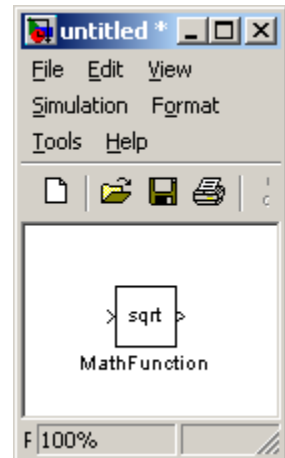 untitled *
File Edit View
Simulation Format
Tools Help
sqrt
MathFunction
F 100%